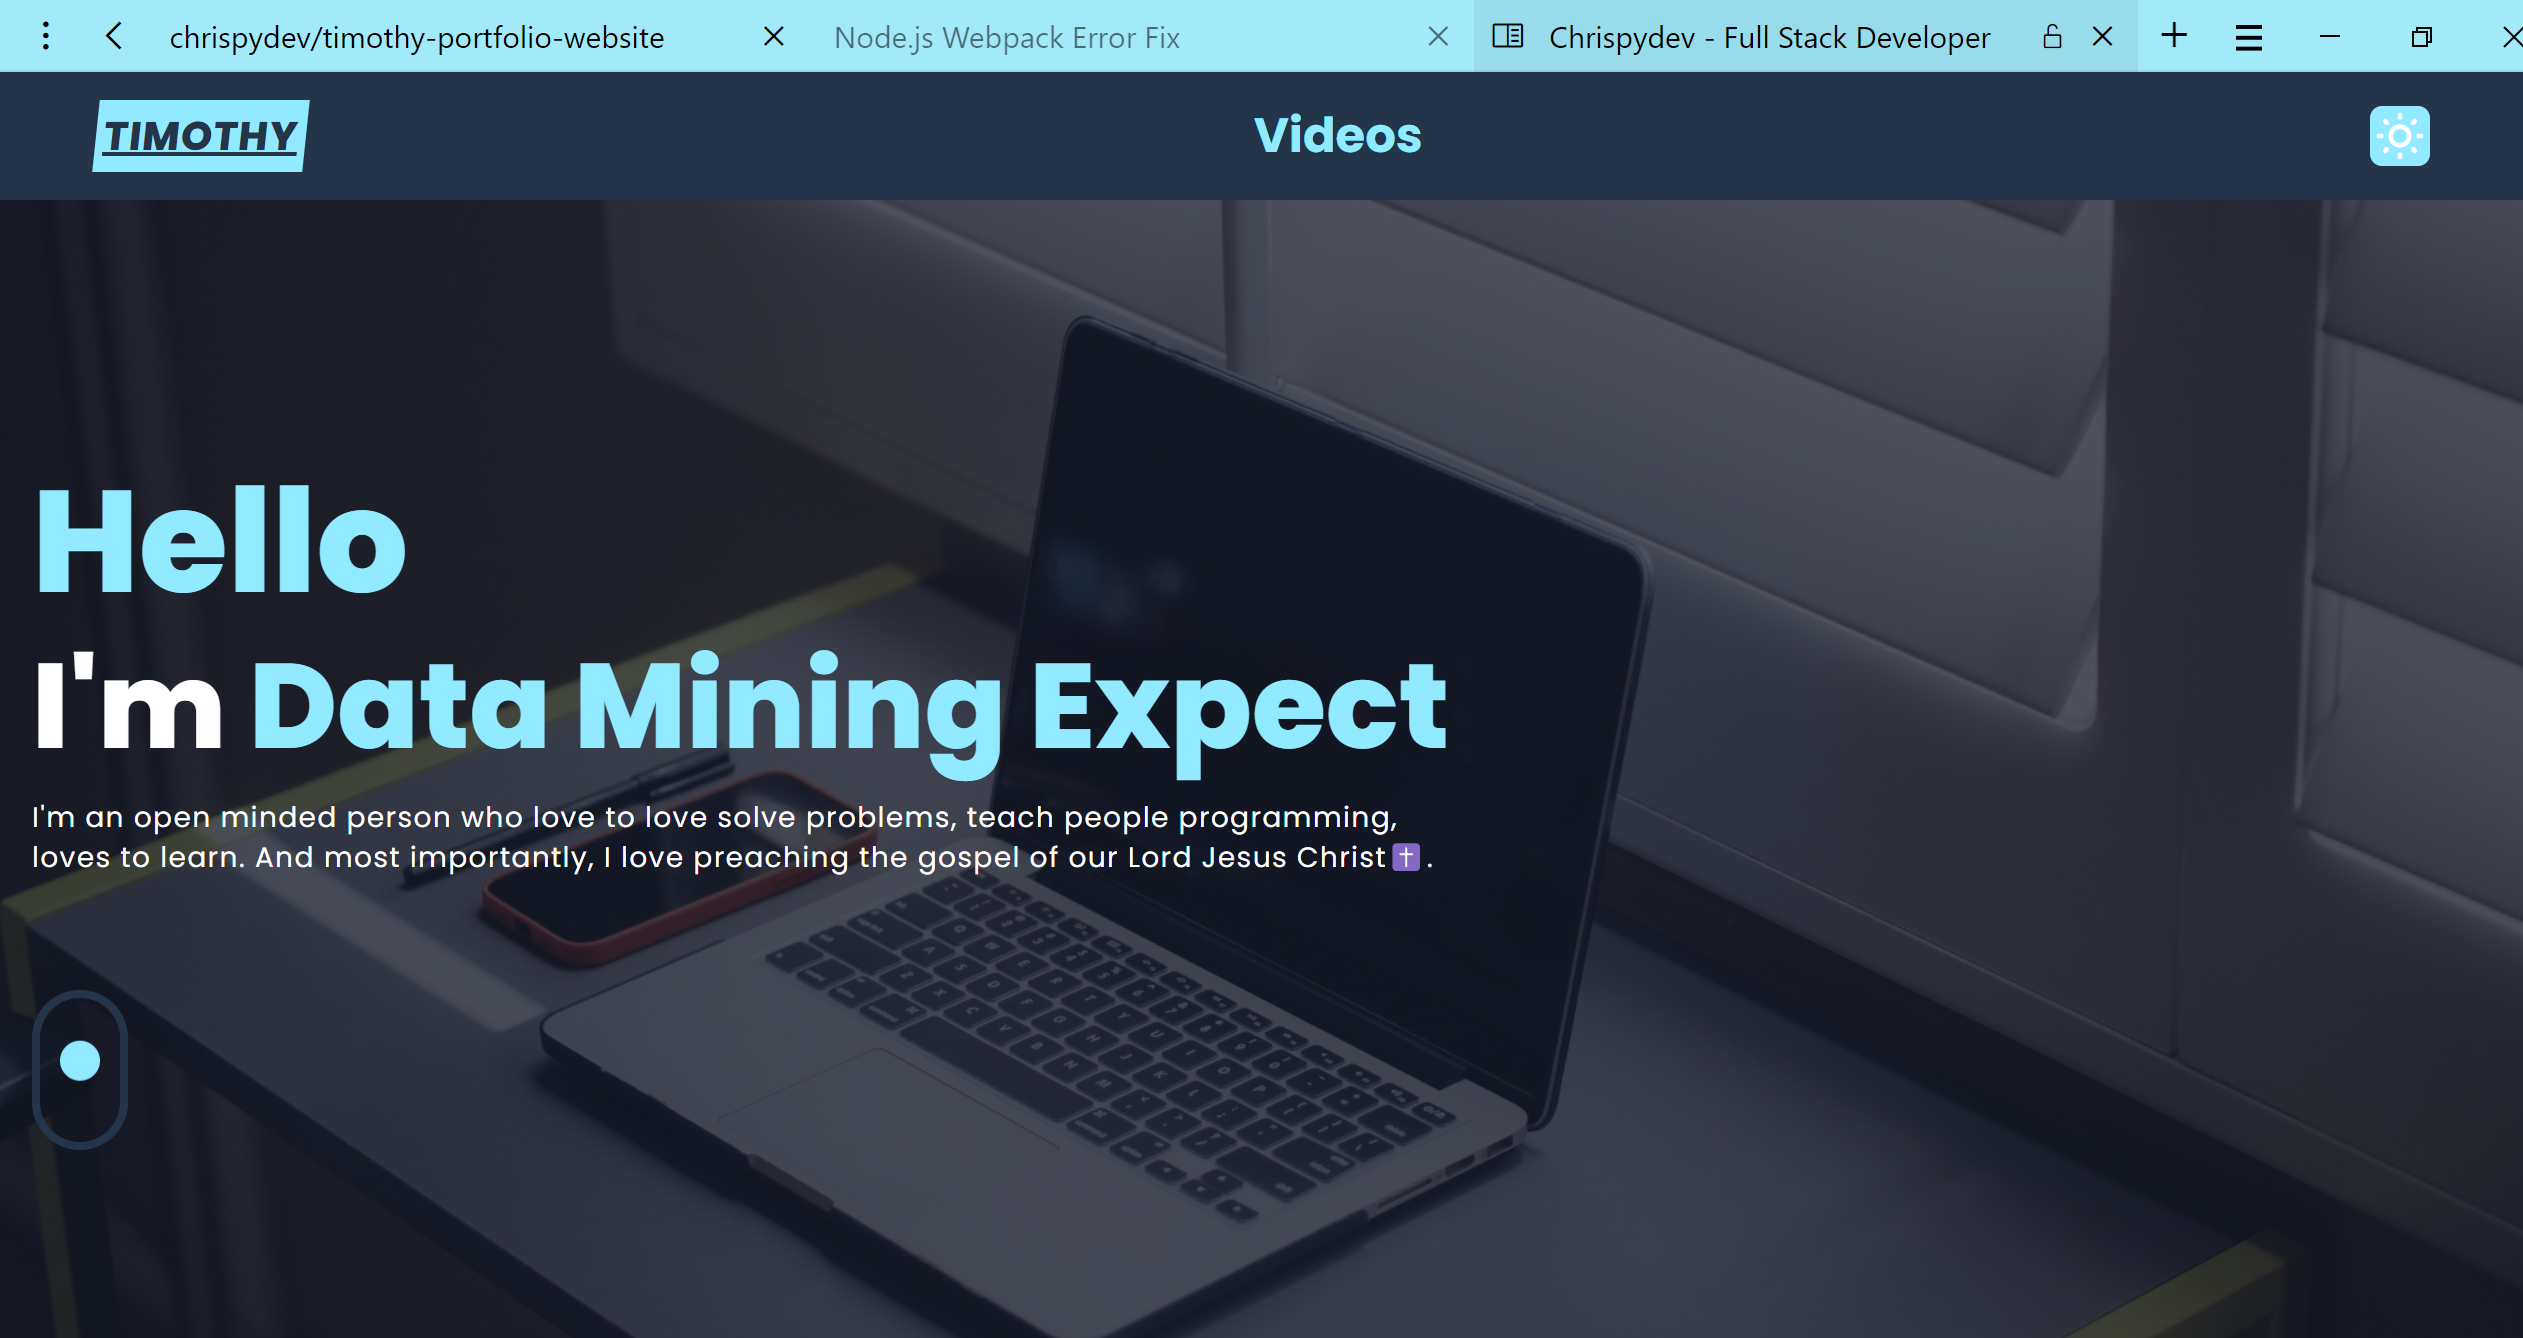 chrispydev/timothy-portfolio-website
Node.js Webpack Error Fix
Chrispydev - Full Stack Developer
TIMOTHY
Videos
Hello
I'm Data Mining Expect
I'm an open minded person who love to love solve problems, teach people programming,
loves to learn. And most importantly, I love preaching the gospel of our Lord Jesus Christ✝️.